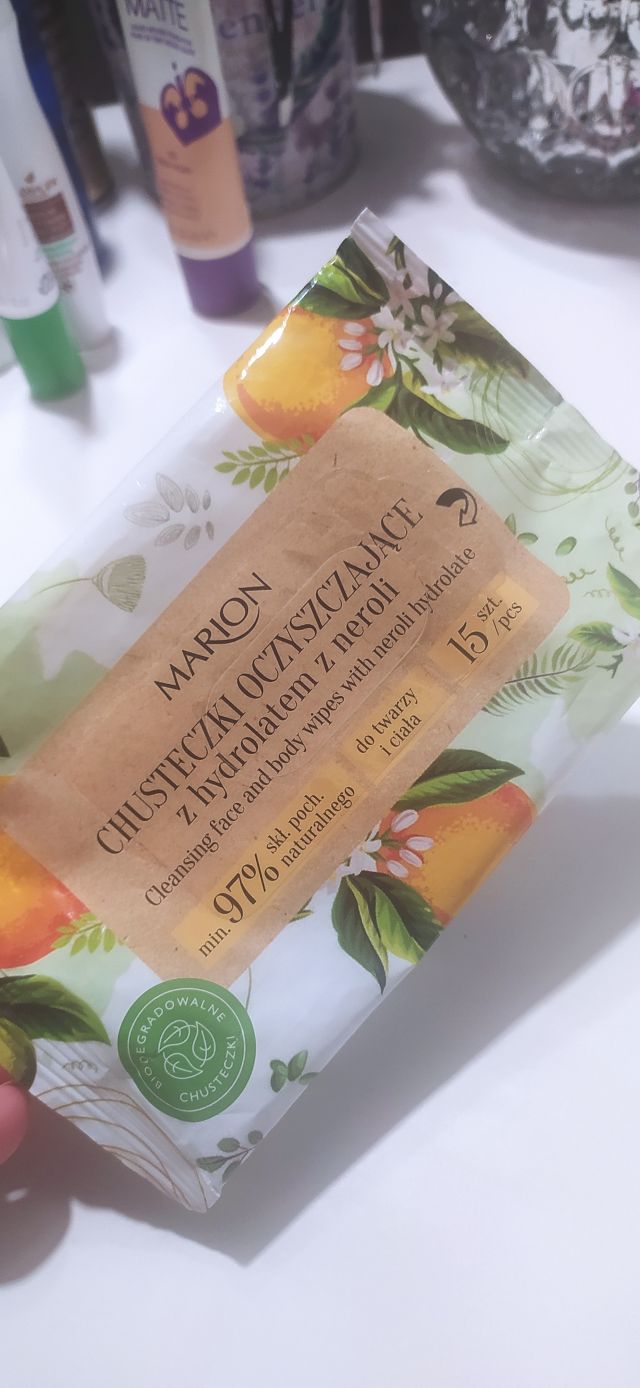 MATTE
MARION
CHUSTECZKI OCZYSZCZAJĄCE
z hydrolatem z neroli
Cleansing face and body wipes with neroli hydrolate
min. 97% skł. poch.
naturalnego
do twarzy
i ciała
15 szt.
/pcs
BIODEGRADOWALNE
CHUSTECZKI